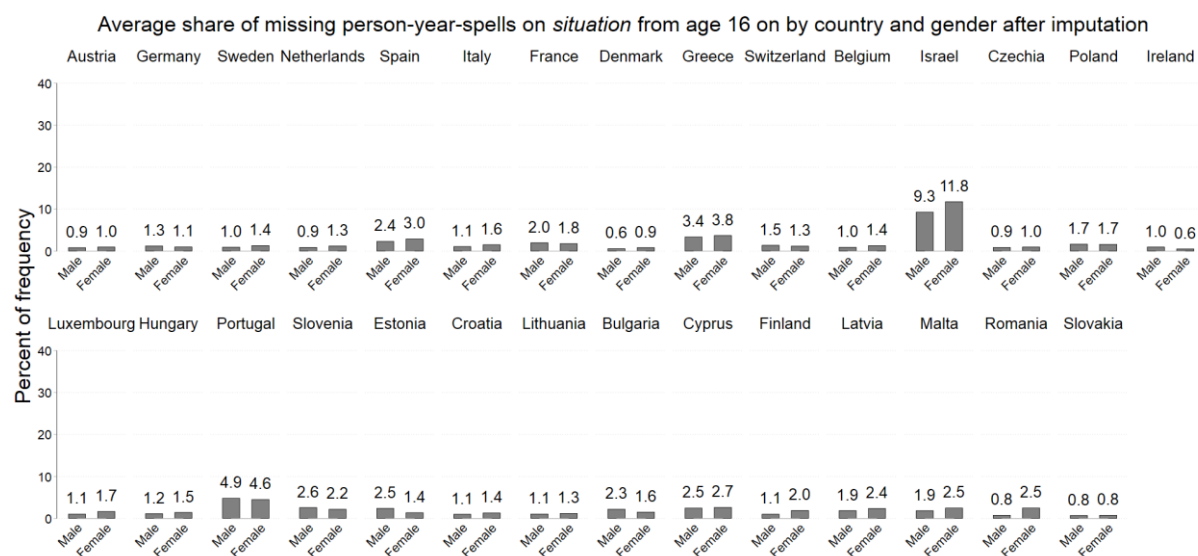 Average share of missing person-year-spells on situation from age 16 on by country and gender after imputation
Austria Germany Sweden Netherlands Spain Italy France Denmark Greece Switzerland Belgium Israel Czechia Poland Ireland
40
30
20
10
0
0.9 1.0 1.3 1.1 1.0 1.4 0.9 1.3 2.4 3.0 1.1 1.6 2.0 1.8 0.6 0.9 3.4 3.8 1.5 1.3 1.0 1.4 9.3 11.8 0.9 1.0 1.7 1.7 1.0 0.6
Male Female Male Female Male Female Male Female Male Female Male Female Male Female Male Female Male Female Male Female Male Female Male Female Male Female Male Female Male Female
Percent of frequency
Luxembourg Hungary Portugal Slovenia Estonia Croatia Lithuania Bulgaria Cyprus Finland Latvia Malta Romania Slovakia
40
30
20
10
0
1.1 1.7 1.2 1.5 4.9 4.6 2.6 2.2 2.5 1.4 1.1 1.4 1.1 1.3 2.3 1.6 2.5 2.7 1.1 2.0 1.9 2.4 1.9 2.5 0.8 2.5 0.8 0.8
Male Female Male Female Male Female Male Female Male Female Male Female Male Female Male Female Male Female Male Female Male Female Male Female Male Female Male Female